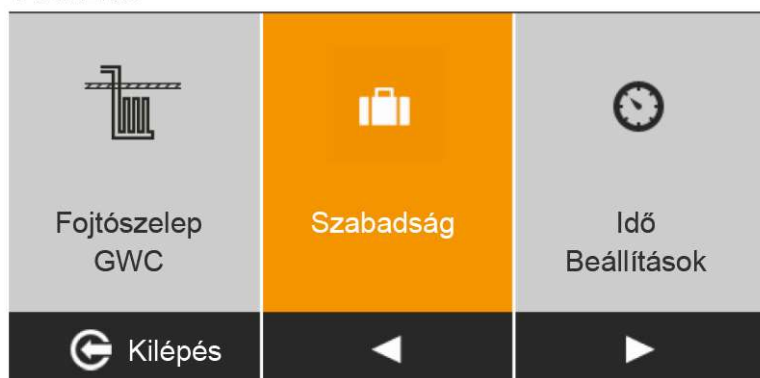 Fojtószelep
GWC
Szabadság
Idő
Beállítások
Kilépés